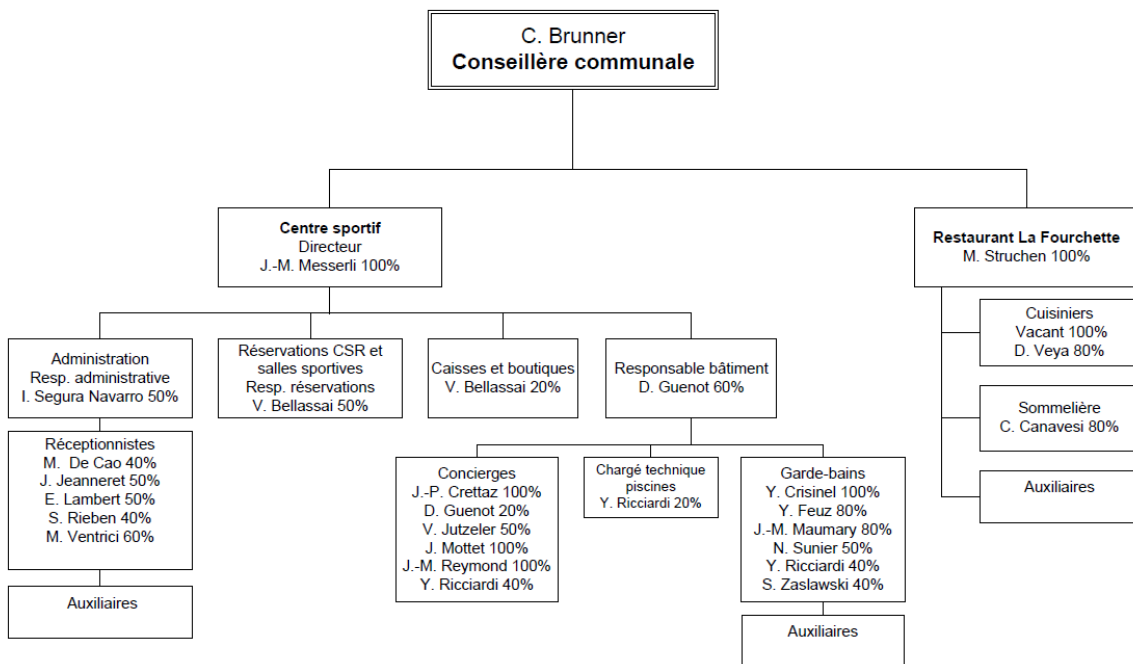 C. Brunner
Conseillère communale
Centre sportif
Directeur
J.-M. Messerli 100%
Restaurant La Fourchette
M. Struchen 100%
Cuisiniers
Vacant 100%
D. Veya 80%
Sommelière
C. Canavesi 80%
Auxiliaires
Administration
Resp. administrative
I. Segura Navarro 50%
Réservations CSR et
salles sportives
Resp. réservations
V. Bellassai 50%
Caisses et boutiques
V. Bellassai 20%
Responsable bâtiment
D. Guenot 60%
Réceptionnistes
M. De Cao 40%
J. Jeanneret 50%
E. Lambert 50%
S. Rieben 40%
M. Ventrici 60%
Auxiliaires
Concierges
J.-P. Crettaz 100%
D. Guenot 20%
V. Jutzeler 50%
J. Mottet 100%
J.-M. Reymond 100%
Y. Ricciardi 40%
Chargé technique
piscines
Y. Ricciardi 20%
Garde-bains
Y. Crisinel 100%
Y. Feuz 80%
J.-M. Maumary 80%
N. Sunier 50%
Y. Ricciardi 40%
S. Zaslawski 40%
Auxiliaires